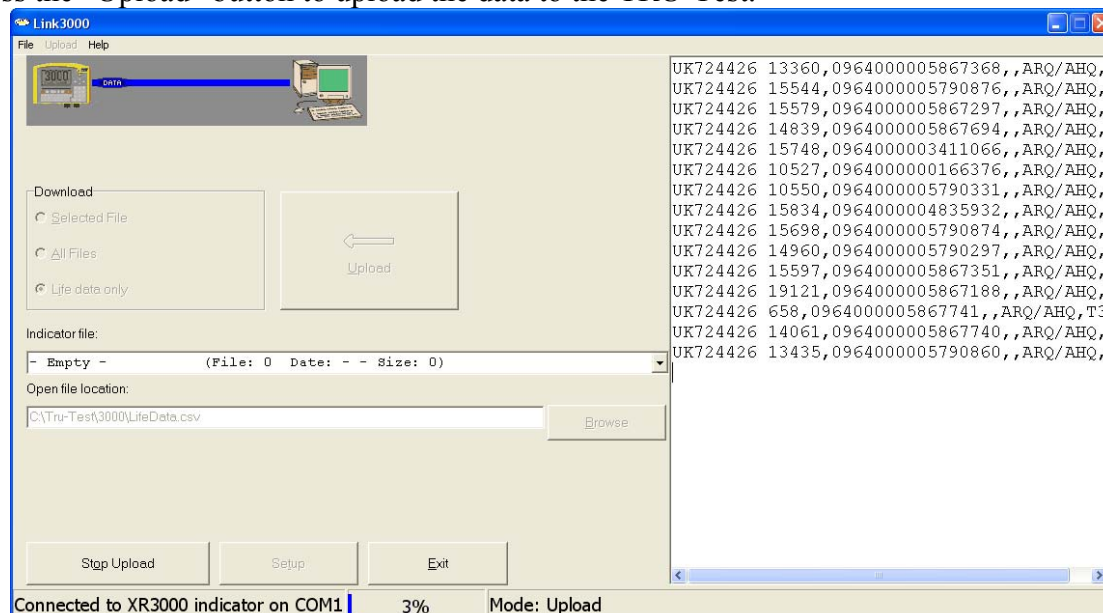 the "Upload" button to upload the data to the TRU-Test.
Link3000
File Upload Help
3000
DATA
Download
Selected File
All Files
Life data only
Upload
Indicator file:
- Empty - (File: 0 Date: - - Size: 0)
Open file location:
C:\Tru-Test\3000\LifeData.csv
Browse
Stop Upload
Setup
Exit
UK724426 13360,0964000005867368,,ARQ/AHQ,
UK724426 15544,0964000005790876,,ARQ/AHQ,
UK724426 15579,0964000005867297,,ARQ/AHQ,
UK724426 14839,0964000005867694,,ARQ/AHQ,
UK724426 15748,0964000003411066,,ARQ/AHQ,
UK724426 10527,0964000000166376,,ARQ/AHQ,
UK724426 10550,0964000005790331,,ARQ/AHQ,
UK724426 15834,0964000004835932,,ARQ/AHQ,
UK724426 15698,0964000005790874,,ARQ/AHQ,
UK724426 14960,0964000005790297,,ARQ/AHQ,
UK724426 15597,0964000005867351,,ARQ/AHQ,
UK724426 19121,0964000005867188,,ARQ/AHQ,
UK724426 658,0964000005867741,,ARQ/AHQ,T3
UK724426 14061,0964000005867740,,ARQ/AHQ,
UK724426 13435,0964000005790860,,ARQ/AHQ,
Connected to XR3000 indicator on COM1 3% Mode: Upload